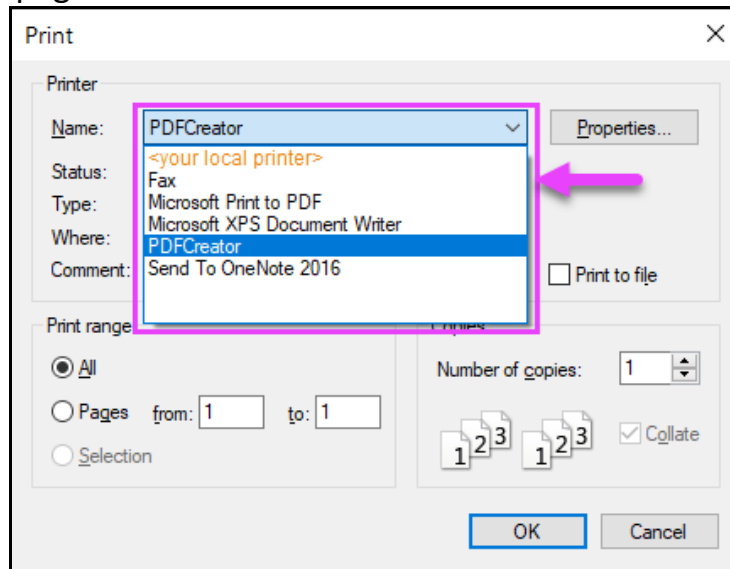 Print
Printer
Name: PDFCreator Properties...
<your local printer>
Status: Fax
Type: Microsoft Print to PDF
Microsoft XPS Document Writer
Where: PDFCreator
Comment: Send To OneNote 2016 Print to file
Print range Copies
All Number of copies: 1
Pages from: 1 to: 1
1 2 3 1 2 3 Collate
Selection
OK Cancel